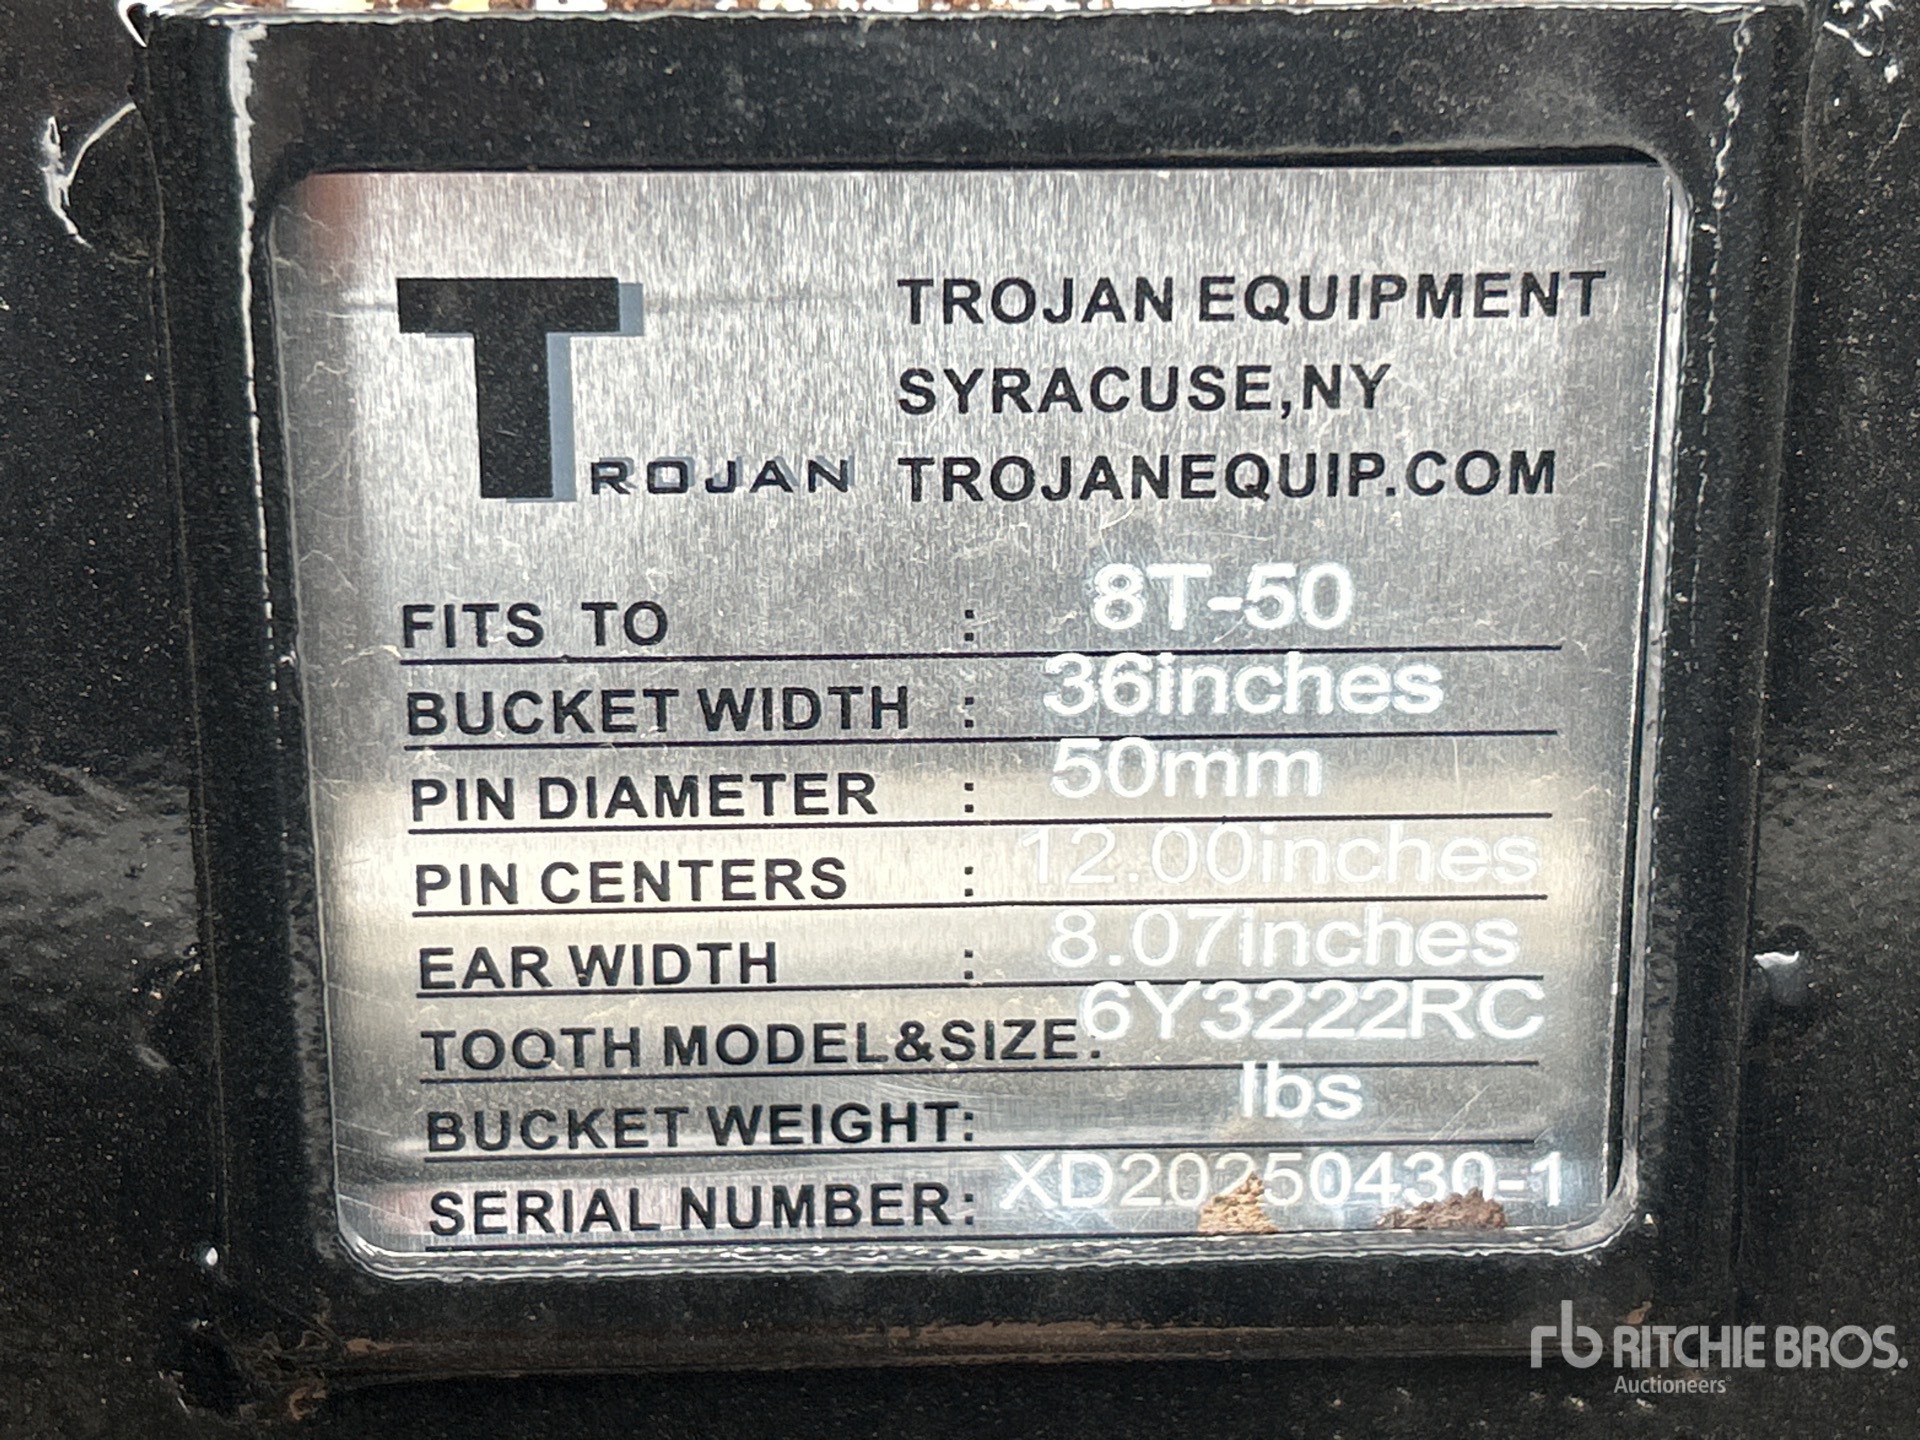 TROJAN
TROJAN EQUIPMENT
SYRACUSE,NY
TROJANEQUIP.COM
FITS TO : 8T-50
BUCKET WIDTH : 36inches
PIN DIAMETER : 50mm
PIN CENTERS : 12.00inches
EAR WIDTH : 8.07inches
TOOTH MODEL&SIZE: 6Y3222RC
BUCKET WEIGHT: lbs
SERIAL NUMBER: XD20250430-1
rb RITCHIE BROS.
Auctioneers